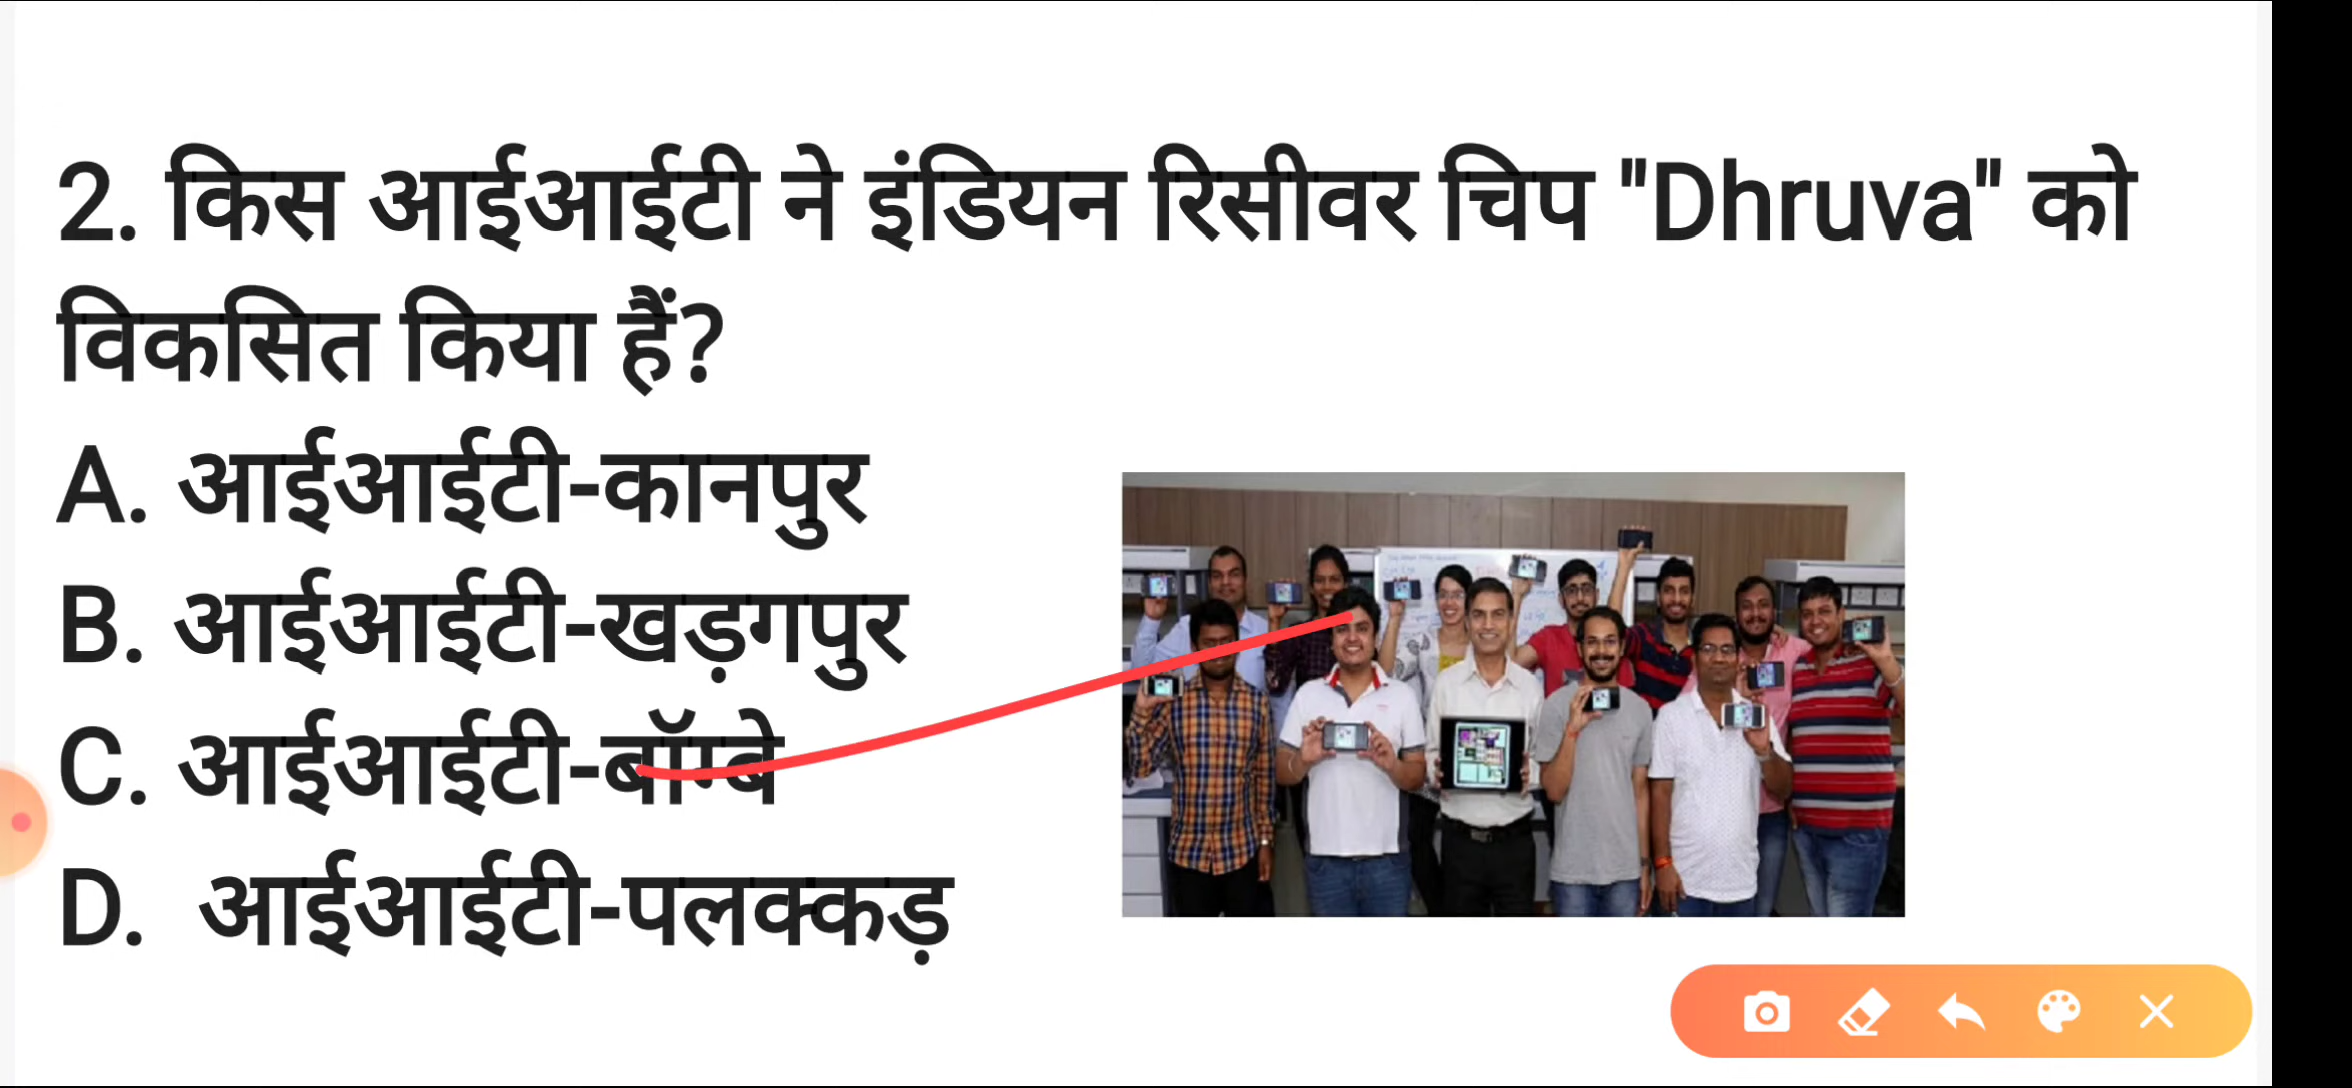 2. किस आईआईटी ने इंडियन रिसीवर चिप "Dhruva" को
विकसित किया हैं?
A. आईआईटी-कानपुर
B. आईआईटी-खड़गपुर
C. आईआईटी-बॉम्बे
D. आईआईटी-पलक्कड़